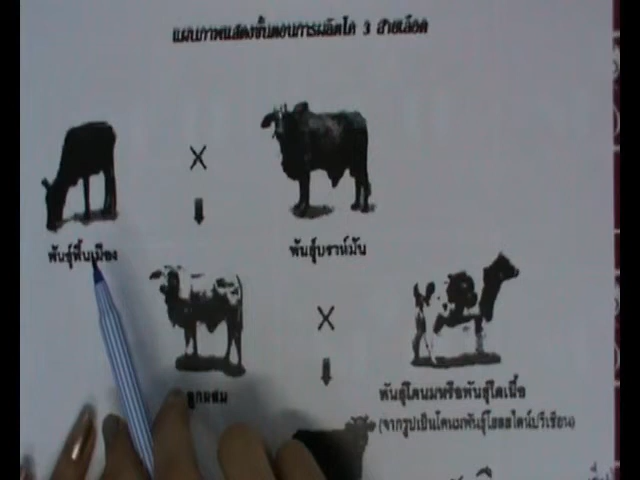 แผนภาพแสดงขั้นตอนการผลิตโค 3 สายเลือด
X
พันธุ์พื้นเมือง
พันธุ์บราห์มัน
X
ลูกผสม
พันธุ์โคนมหรือพันธุ์โคเนื้อ
(จากรูปเป็นโคนมพันธุ์โฮลสไตน์ฟรีเชียน)